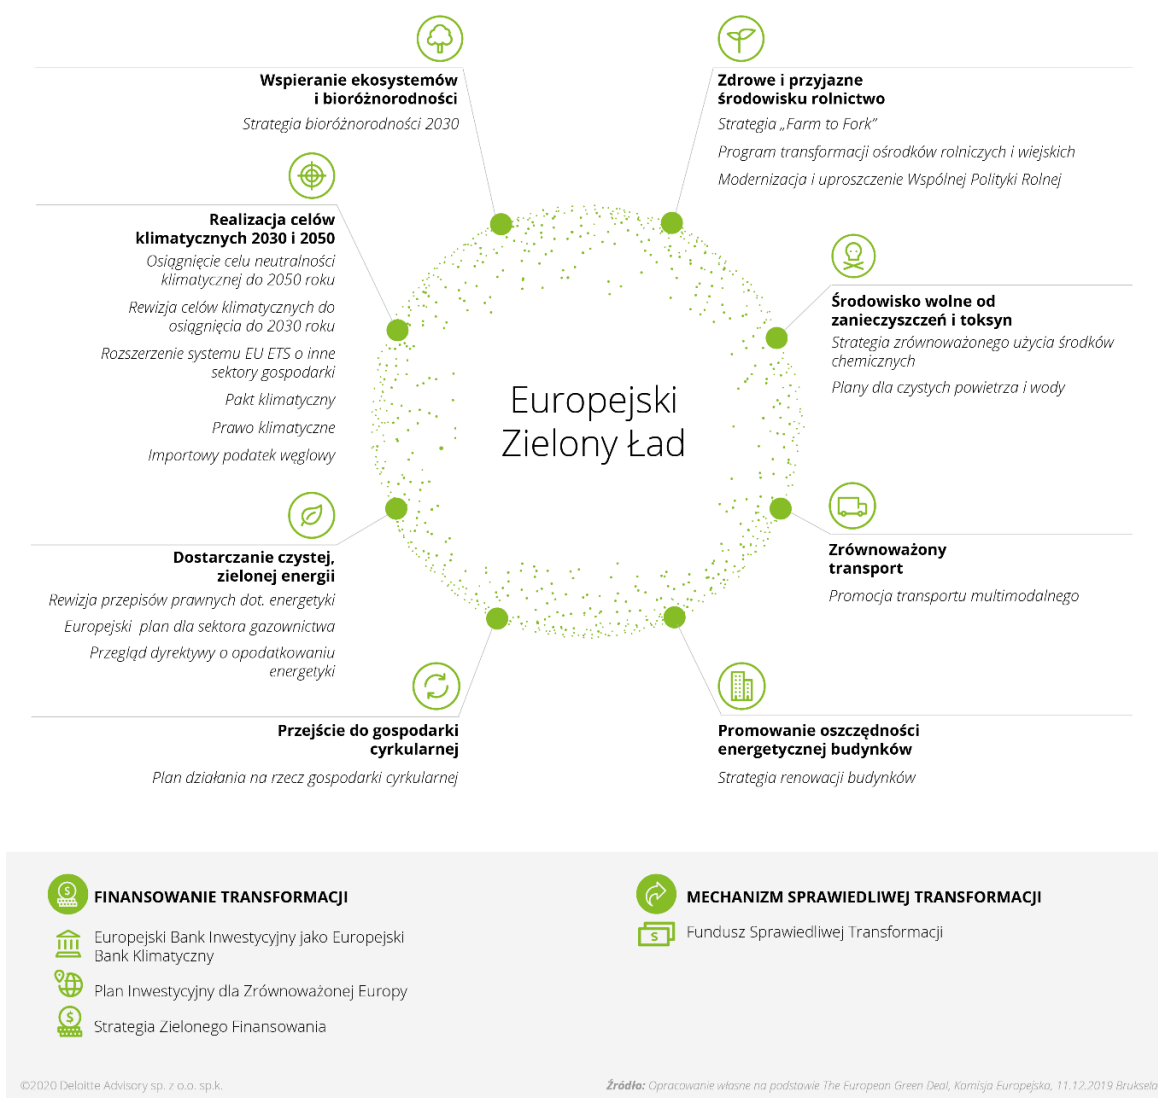 Wspieranie ekosystemów
i bioróżnorodności
Strategia bioróżnorodności 2030
Zdrowe i przyjazne
środowisku rolnictwo
Strategia „Farm to Fork”
Program transformacji ośrodków rolniczych i wiejskich
Modernizacja i uproszczenie Wspólnej Polityki Rolnej
Realizacja celów
klimatycznych 2030 i 2050
Osiągnięcie celu neutralności
klimatycznej do 2050 roku
Rewizja celów klimatycznych do
osiągnięcia do 2030 roku
Rozszerzenie systemu EU ETS o inne
sektory gospodarki
Pakt klimatyczny
Prawo klimatyczne
Importowy podatek węglowy
Środowisko wolne od
zanieczyszczeń i toksyn
Strategia zrównoważonego użycia środków
chemicznych
Plany dla czystych powietrza i wody
Europejski
Zielony Ład
Dostarczanie czystej,
zielonej energii
Rewizja przepisów prawnych dot. energetyki
Europejski plan dla sektora gazownictwa
Przegląd dyrektywy o opodatkowaniu
energetyki
Zrównoważony
transport
Promocja transportu multimodalnego
Przejście do gospodarki
cyrkularnej
Plan działania na rzecz gospodarki cyrkularnej
Promowanie oszczędności
energetycznej budynków
Strategia renowacji budynków
FINANSOWANIE TRANSFORMACJI
Europejski Bank Inwestycyjny jako Europejski
Bank Klimatyczny
Plan Inwestycyjny dla Zrównoważonej Europy
Strategia Zielonego Finansowania
MECHANIZM SPRAWIEDLIWEJ TRANSFORMACJI
Fundusz Sprawiedliwej Transformacji
©2020 Deloitte Advisory sp. z o.o. sp.k.
Źródło: Opracowanie własne na podstawie The European Green Deal, Komisja Europejska, 11.12.2019 Bruksela